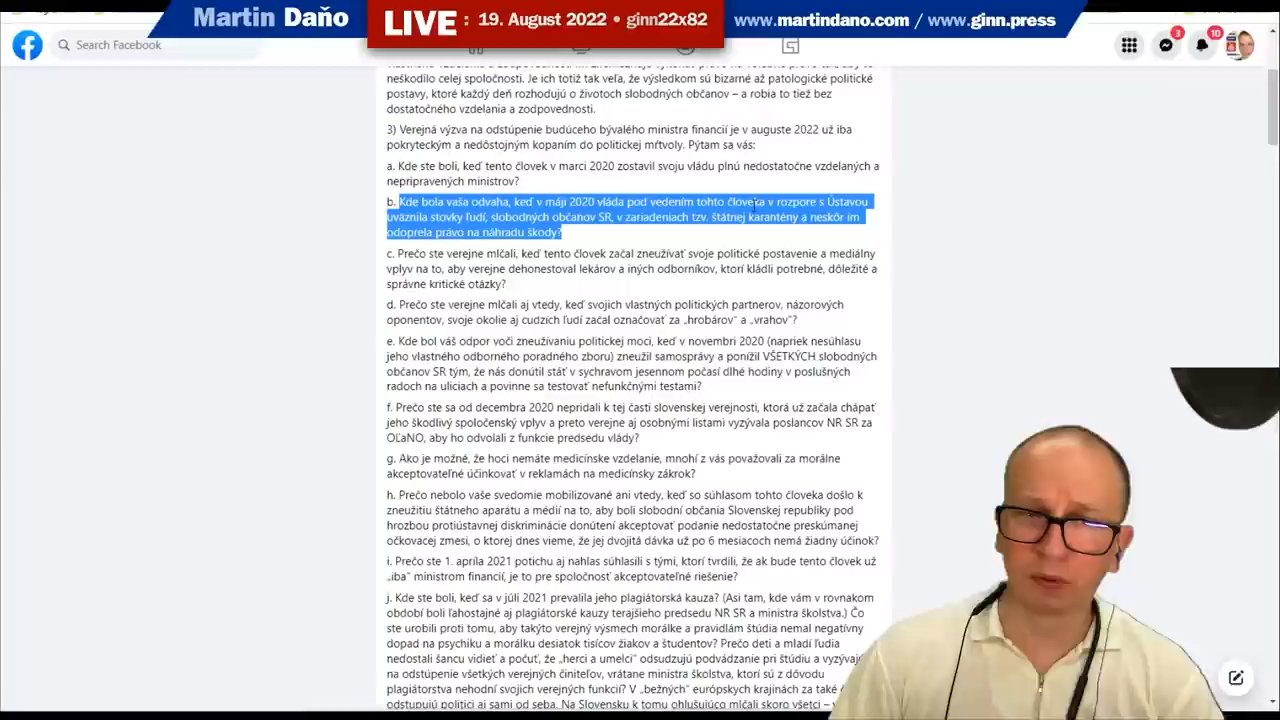 Martin Daňo
LIVE: 19. August 2022 • ginn22x82
www.martindano.com / www.ginn.press
Search Facebook
3
10
neškodilo celej spoločnosti. Je ich totiž tak veľa, že výsledkom sú bizarné až patologické politické
postavy, ktoré každý deň rozhodujú o životoch slobodných občanov – a robia to tiež bez
dostatočného vzdelania a zodpovednosti.
3) Verejná výzva na odstúpenie budúceho bývalého ministra financií je v auguste 2022 už iba
pokryteckým a nedôstojným kopaním do politickej mŕtvoly. Pýtam sa vás:
a. Kde ste boli, keď tento človek v marci 2020 zostavil svoju vládu plnú nedostatočne vzdelaných a
nepripravených ministrov?
b. Kde bola vaša odvaha, keď v máji 2020 vláda pod vedením tohto človeka v rozpore s Ústavou
uväznila stovky ľudí, slobodných občanov SR, v zariadeniach tzv. štátnej karantény a neskôr im
odoprela právo na náhradu škody?
c. Prečo ste verejne mlčali, keď tento človek začal zneužívať svoje politické postavenie a mediálny
vplyv na to, aby verejne dehonestoval lekárov a iných odborníkov, ktorí kládli potrebné, dôležité a
správne kritické otázky?
d. Prečo ste verejne mlčali aj vtedy, keď svojich vlastných politických partnerov, názorových
oponentov, svoje okolie aj cudzích ľudí začal označovať za „hrobárov" a „vrahov"?
e. Kde bol váš odpor voči zneužívaniu politickej moci, keď v novembri 2020 (napriek nesúhlasu
jeho vlastného odborného poradného zboru) zneužil samosprávy a ponížil VŠETKÝCH slobodných
občanov SR tým, že nás donútil stáť v sychravom jesennom počasí dlhé hodiny v poslušných
radoch na uliciach a povinne sa testovať nefunkčnými testami?
f. Prečo ste sa od decembra 2020 nepridali k tej časti slovenskej verejnosti, ktorá už začala chápať
jeho škodlivý spoločenský vplyv a preto verejne aj osobnými listami vyzývala poslancov NR SR za
OĽaNO, aby ho odvolali z funkcie predsedu vlády?
g. Ako je možné, že hoci nemáte medicínske vzdelanie, mnohí z vás považovali za morálne
akceptovateľné účinkovať v reklamách na medicínsky zákrok?
h. Prečo nebolo vaše svedomie mobilizované ani vtedy, keď so súhlasom tohto človeka došlo k
zneužitiu štátneho aparátu a médií na to, aby boli slobodní občania Slovenskej republiky pod
hrozbou protiústavnej diskriminácie donútení akceptovať podanie nedostatočne preskúmanej
očkovacej zmesi, o ktorej dnes vieme, že jej dvojitá dávka už po 6 mesiacoch nemá žiadny účinok?
i. Prečo ste 1. apríla 2021 potichu aj nahlas súhlasili s tými, ktorí tvrdili, že ak bude tento človek už
„iba" ministrom financií, je to pre spoločnosť akceptovateľné riešenie?
j. Kde ste boli, keď sa v júli 2021 prevalila jeho plagiátorská kauza? (Asi tam, kde vám v rovnakom
období boli ľahostajné aj plagiátorské kauzy terajšieho predsedu NR SR a ministra školstva.) Čo
ste urobili proti tomu, aby takýto verejný výsmech morálke a pravidlám štúdia nemal negatívny
dopad na psychiku a morálku desiatok tisícov žiakov a študentov? Prečo deti a mladí ľudia
nedostali šancu vidieť a počuť, že „herci a umelci" odsudzujú podvádzanie pri štúdiu a
na odstúpenie všetkých verejných činiteľov, vrátane ministra školstva, ktorí sú z dôvodu
plagiátorstva nehodní svojich verejných funkcií? V „bežných" európskych krajinách za také
odstupujú politici aj sami od seba. Na Slovensku k tomu ohlušujúco mlčali skoro všetci –